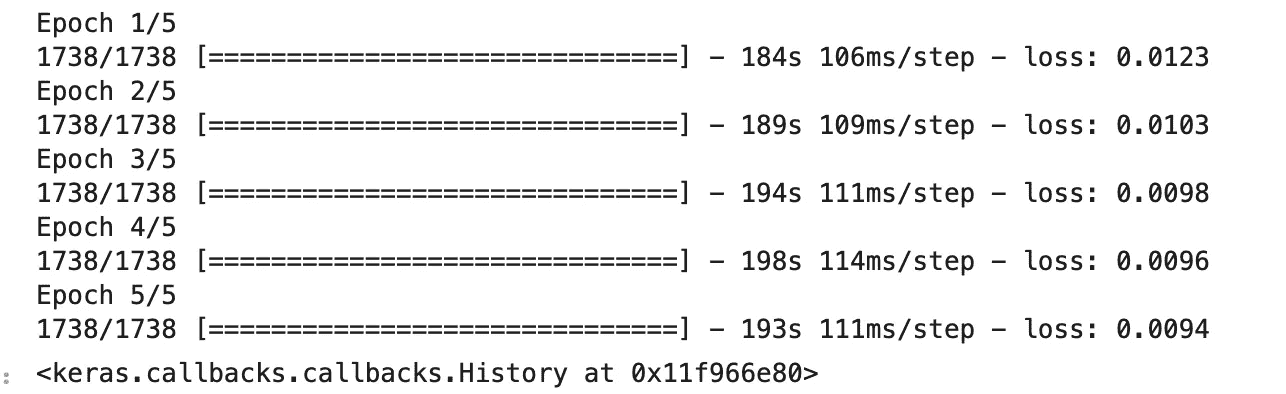 Epoch 1/5
1738/1738 [==============================] - 184s 106ms/step - loss: 0.0123
Epoch 2/5
1738/1738 [==============================] - 189s 109ms/step - loss: 0.0103
Epoch 3/5
1738/1738 [==============================] - 194s 111ms/step - loss: 0.0098
Epoch 4/5
1738/1738 [==============================] - 198s 114ms/step - loss: 0.0096
Epoch 5/5
1738/1738 [==============================] - 193s 111ms/step - loss: 0.0094
: <keras.callbacks.callbacks.History at 0x11f966e80>